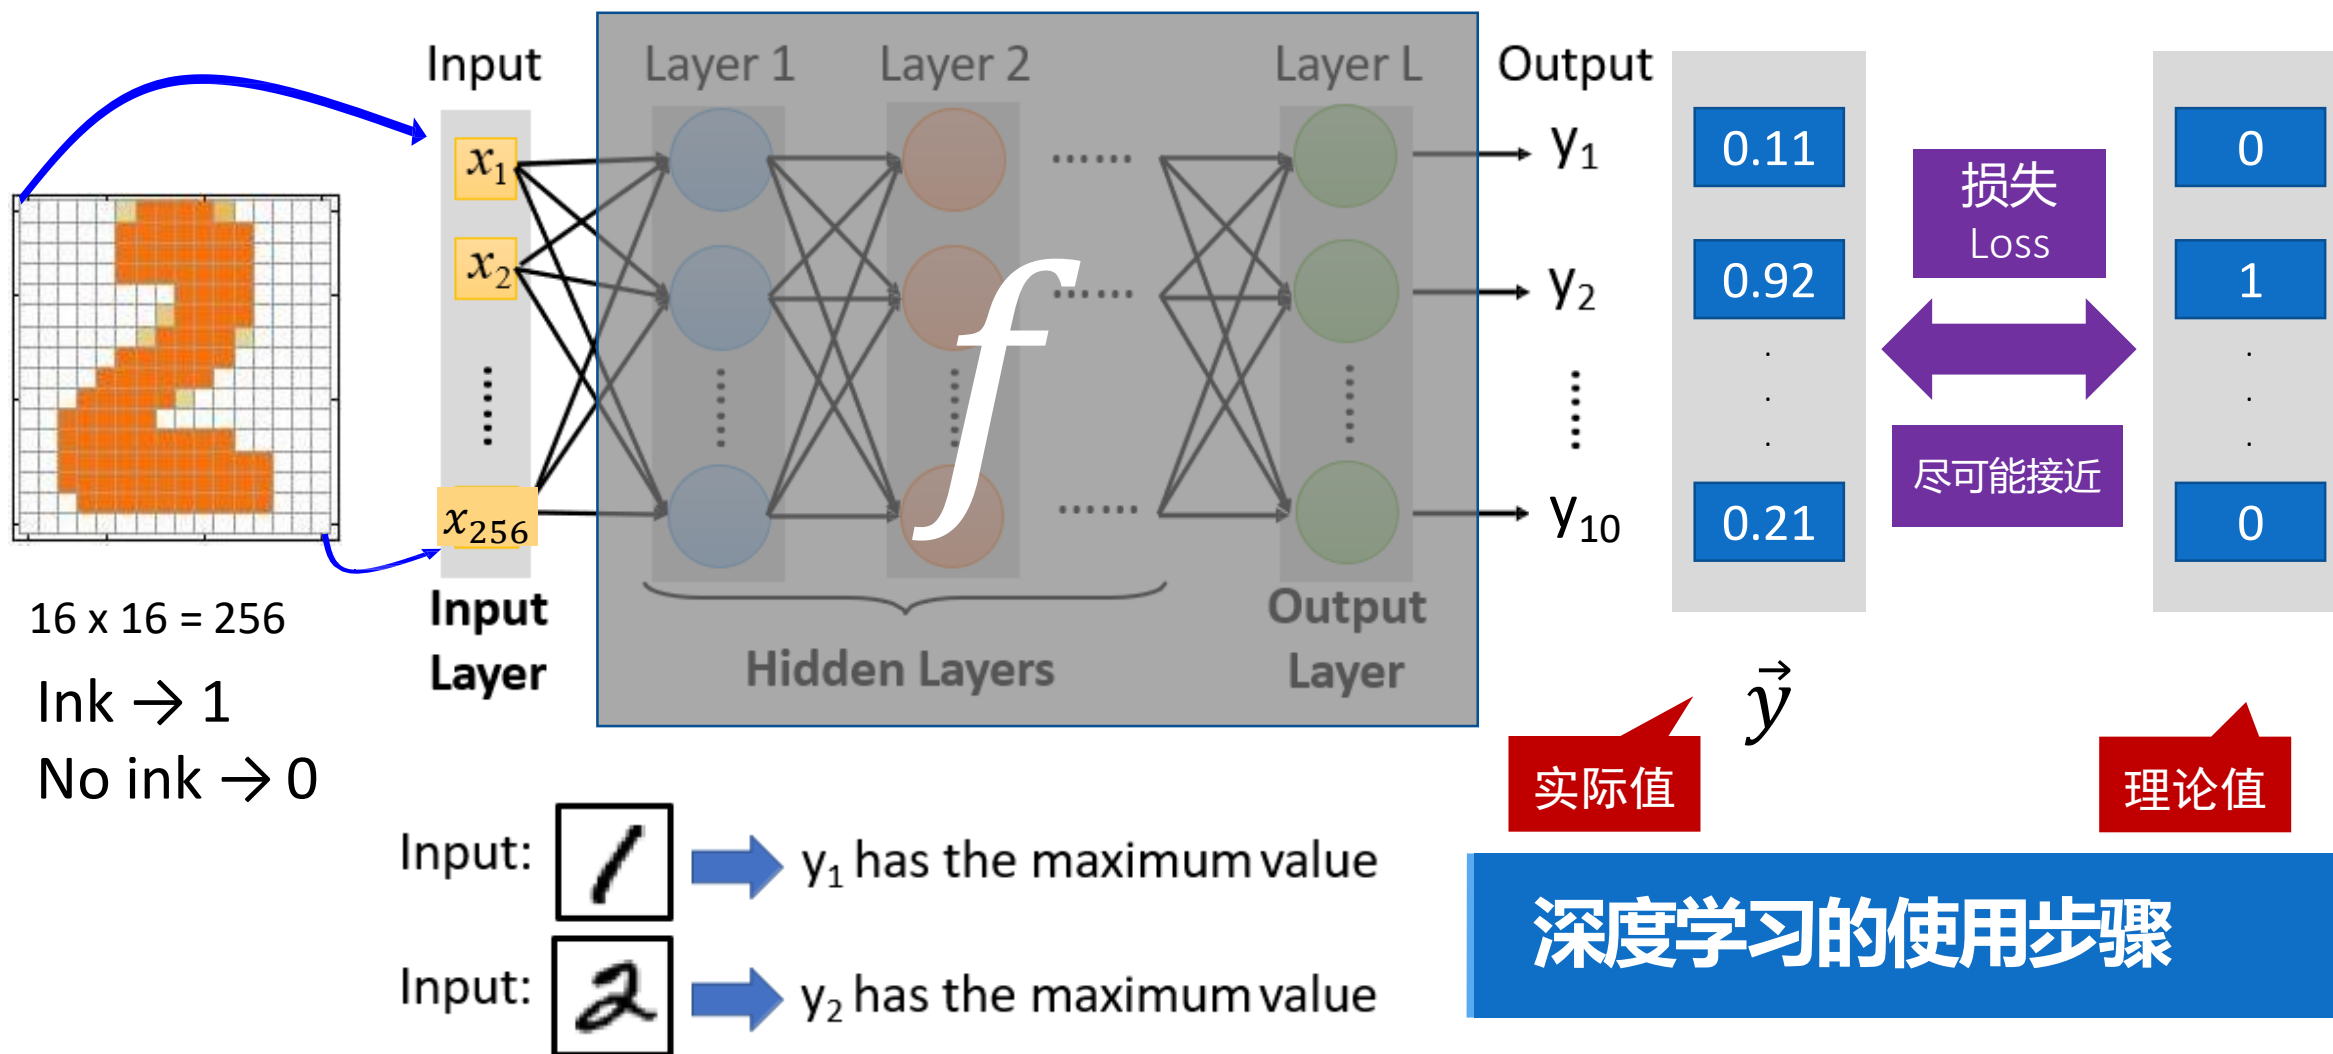 Input
Layer 1
Layer 2
Layer L
Output
x₁
x₂
x₂₅₆
......
......
......
y₁
y₂
y₁₀
0.11
0.92
.
.
.
0.21
损失
Loss
尽可能接近
0
1
.
.
.
0
f
16 x 16 = 256
Ink → 1
No ink → 0
Input
Layer
Hidden Layers
Output
Layer
y⃗
实际值
理论值
Input:
y₁ has the maximum value
Input:
y₂ has the maximum value
深度学习的使用步骤